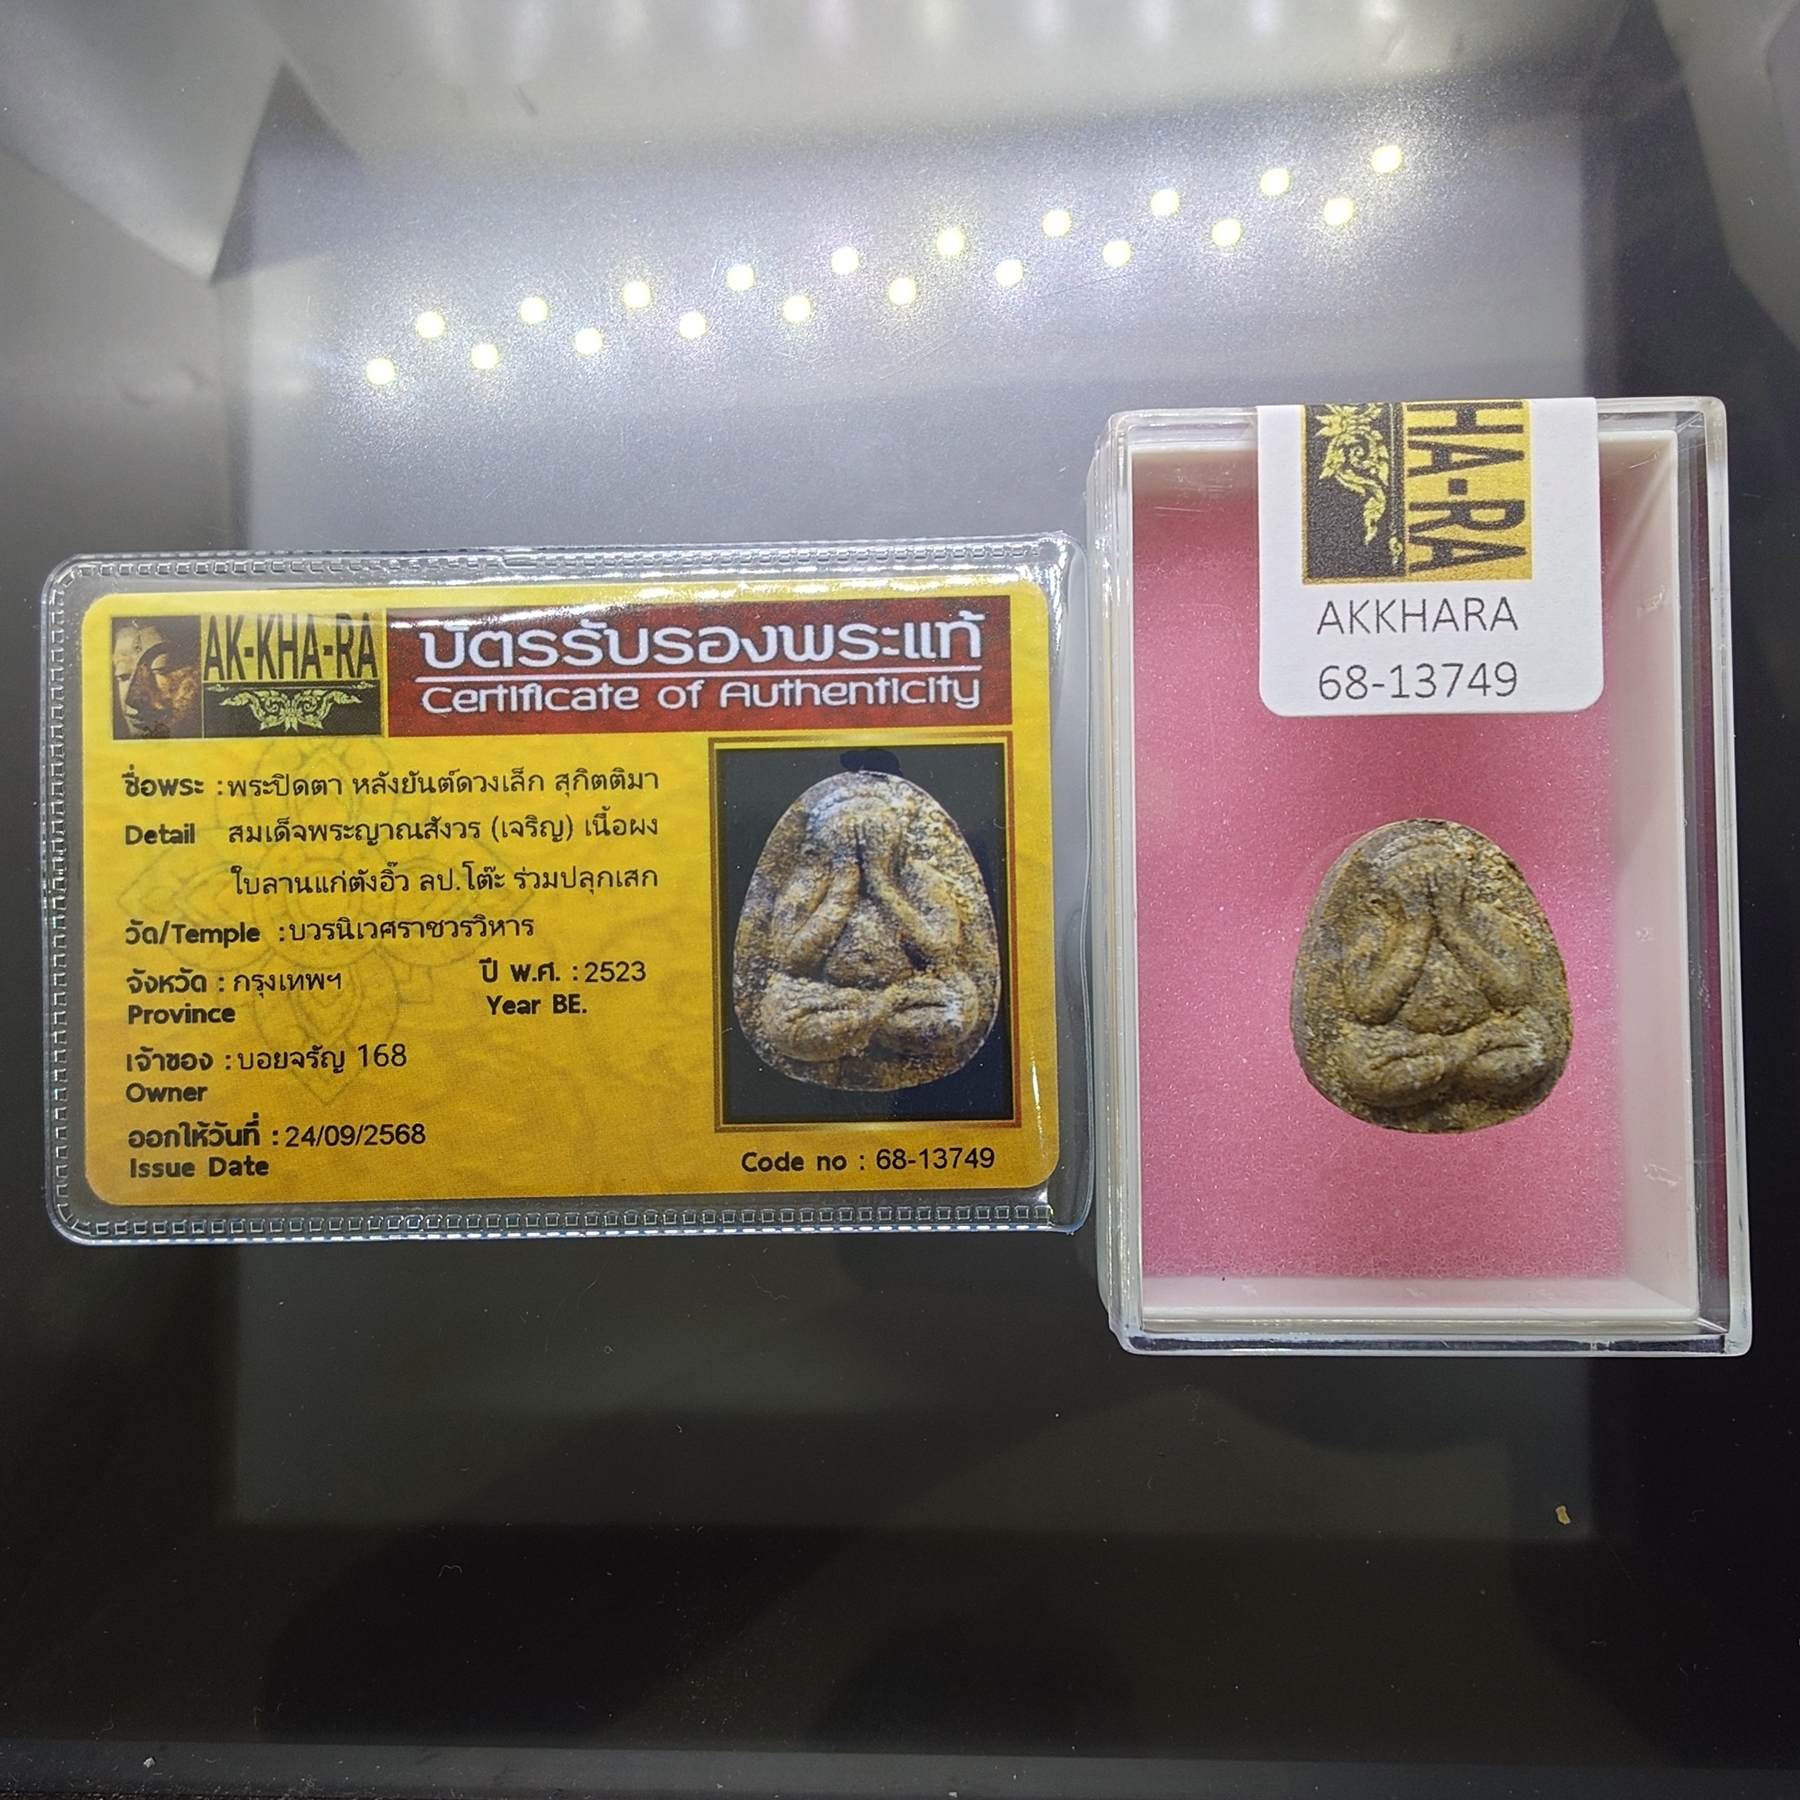 AK-KHA-RA
บัตรรับรองพระแท้
Certificate of Authenticity
ชื่อพระ : พระปิดตา หลังยันต์ดวงเล็ก สุกิตติมา
Detail สมเด็จพระญาณสังวร (เจริญ) เนื้อผง
ใบลานแก่ตังอิ๊ว ลป.โต๊ะ ร่วมปลุกเสก
วัด/Temple : บวรนิเวศราชวรวิหาร
จังหวัด : กรุงเทพฯ ปี พ.ศ. : 2523
Province Year BE.
เจ้าของ : บอยจรัญ 168
Owner
ออกให้วันที่ : 24/09/2568
Issue Date
Code no : 68-13749
HA-RA
AKKHARA
68-13749